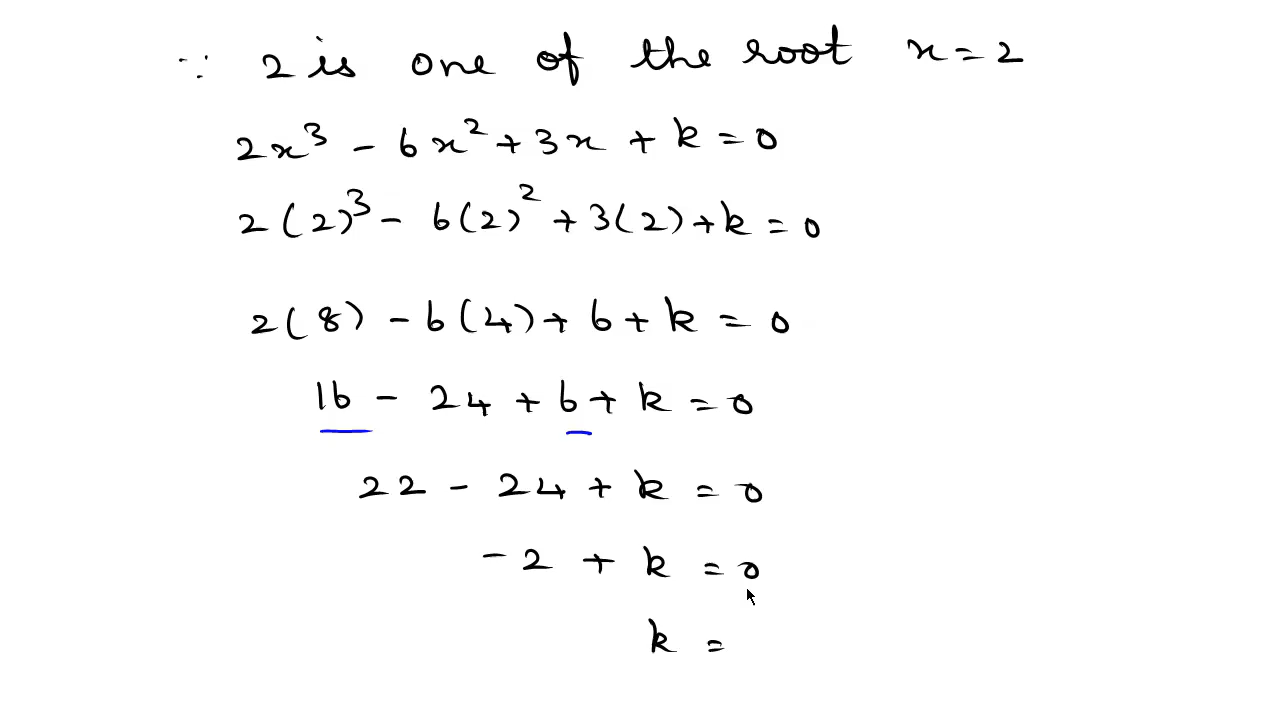 ∵ 2 is one of the root x = 2
2x³ - 6x² + 3x + k = 0
2(2)³ - 6(2)² + 3(2) + k = 0
2(8) - 6(4) + 6 + k = 0
16 - 24 + 6 + k = 0
22 - 24 + k = 0
-2 + k = 0
k =